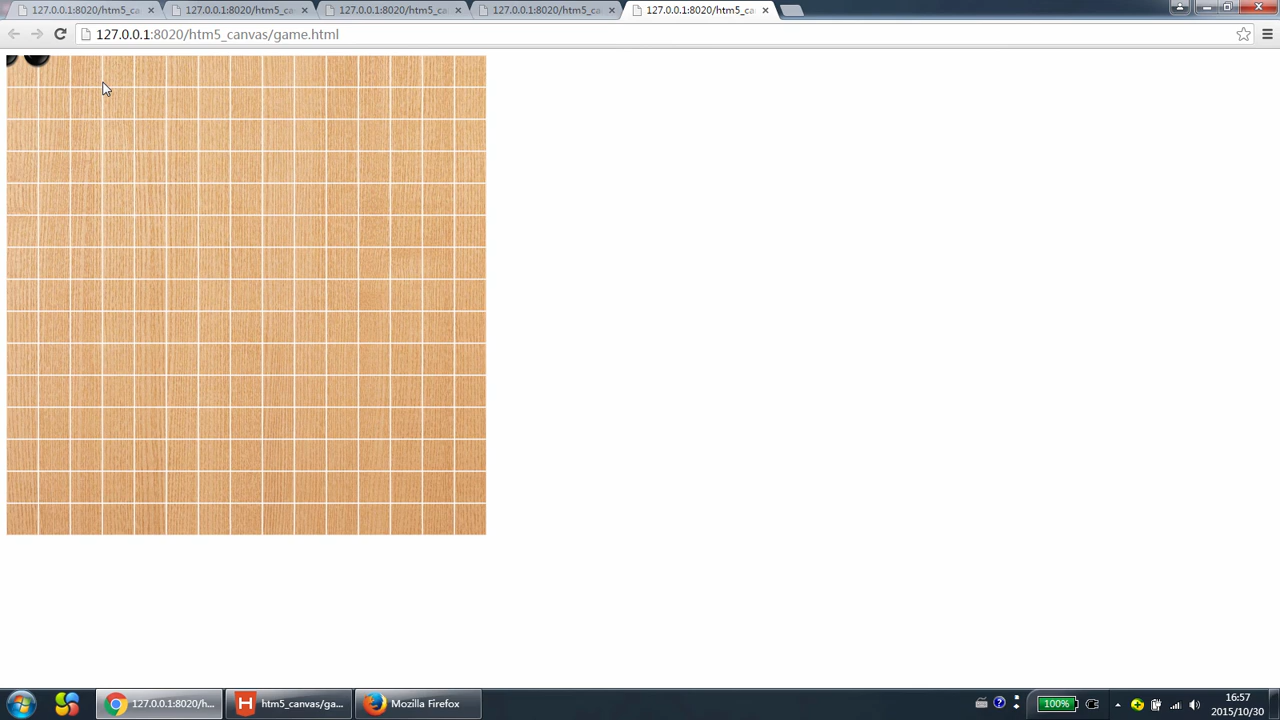 127.0.0.1:8020/htm5_ca
127.0.0.1:8020/htm5_ca
127.0.0.1:8020/htm5_ca
127.0.0.1:8020/htm5_ca
127.0.0.1:8020/htm5_ca
127.0.0.1:8020/htm5_canvas/game.html
127.0.0.1:8020/h...
H htm5_canvas/ga...
Mozilla Firefox
100%
16:57
2015/10/30